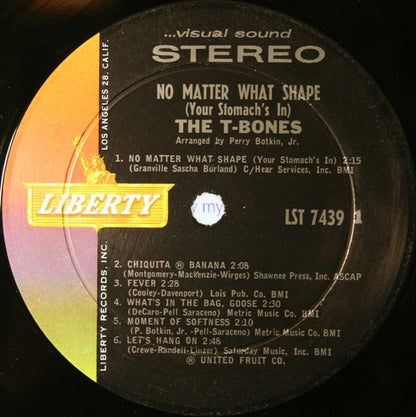 ...visual sound
STEREO
NO MATTER WHAT SHAPE
(Your Stomach's In)
THE T-BONES
Arranged by Perry Botkin, Jr.
1. NO MATTER WHAT SHAPE (Your Stomach's In) 2:15
(Granville Sascha Burland) C/Hear Services, Inc. BMI
LIBERTY
my
LST 7439 1
2. CHIQUITA ® BANANA 2:08
(Montgomery-MacKenzie-Wirges) Shawnee Press, Inc. ASCAP
3. FEVER 2:28
(Cooley-Davenport) Lois Pub. Co. BMI
4. WHAT'S IN THE BAG, GOOSE 2:30
(DeCaro-Pell Saraceno) Metric Music Co. BMI
5. MOMENT OF SOFTNESS 2:10
(P. Botkin, Jr. -Pell-Saraceno) Metric Music Co. BMI
6. LET'S HANG ON 2:48
(Crewe-Randell-Linzer) Saturday Music, Inc. BMI
® UNITED FRUIT CO.
LIBERTY RECORDS, INC.
LOS ANGELES 28, CALIF.